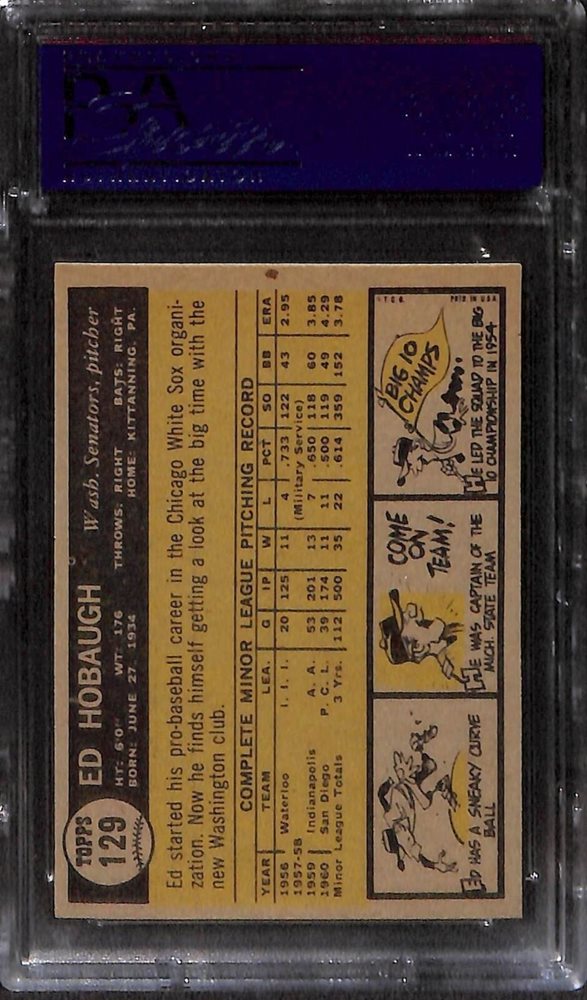 PSA
TOPPS
129
ED HOBAUGH Wash. Senators, pitcher
HT: 6'0" WT: 176 THROWS: RIGHT BATS: RIGHT
BORN: JUNE 27, 1934 HOME: KITTANNING, PA.
Ed started his pro-baseball career in the Chicago White Sox organi-
zation. Now he finds himself getting a look at the big time with the
new Washington club.
COMPLETE MINOR LEAGUE PITCHING RECORD
YEAR TEAM LEA. G IP W L PCT SO BB ERA
1956 Waterloo I. I. I. 20 125 11 4 .733 122 43 2.95
1957-58 (Military Service)
1959 Indianapolis A. A. 53 201 13 7 .650 118 60 3.85
1960 San Diego P. C. L. 39 174 11 11 .500 119 49 4.29
Minor League Totals 3 Yrs. 112 500 35 22 .614 359 152 3.78
ED HAS A SNEAKY CURVE
BALL
COME
ON
TEAM!
HE WAS CAPTAIN OF THE
MICH. STATE TEAM
©T.C.G. PRTD IN USA
BIG 10
CHAMPS
HE LED THE SQUAD TO THE BIG
10 CHAMPIONSHIP IN 1954